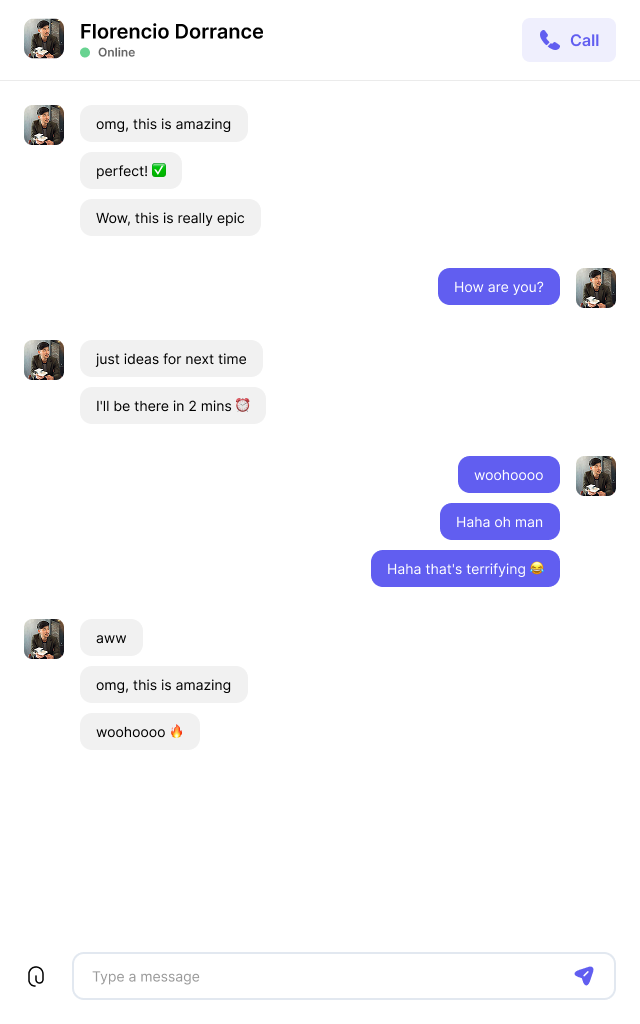 Florencio Dorrance
Online
Call
omg, this is amazing
perfect! ✅
Wow, this is really epic
How are you?
just ideas for next time
I'll be there in 2 mins ⏰
woohoooo
Haha oh man
Haha that's terrifying 😂
aww
omg, this is amazing
woohoooo 🔥
Type a message